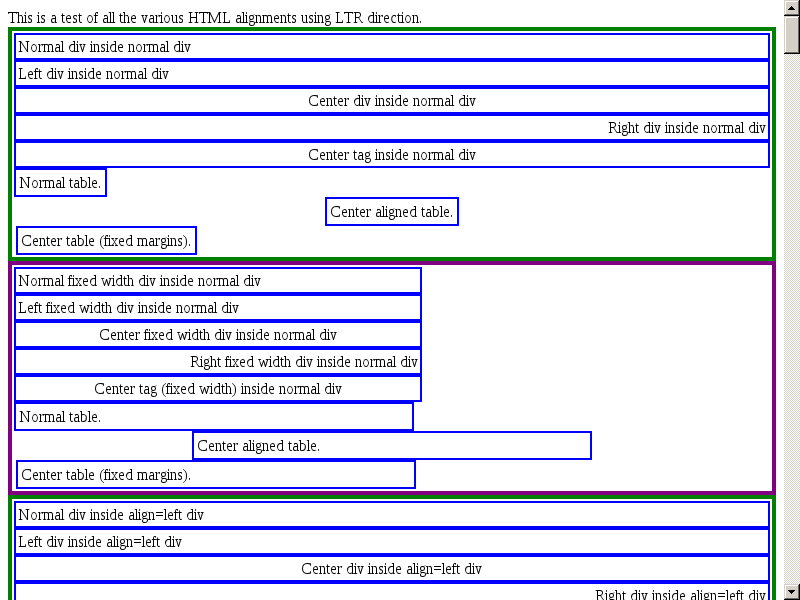 This is a test of all the various HTML alignments using LTR direction.
Normal div inside normal div
Left div inside normal div
Center div inside normal div
Right div inside normal div
Center tag inside normal div
Normal table.
Center aligned table.
Center table (fixed margins).
Normal fixed width div inside normal div
Left fixed width div inside normal div
Center fixed width div inside normal div
Right fixed width div inside normal div
Center tag (fixed width) inside normal div
Normal table.
Center aligned table.
Center table (fixed margins).
Normal div inside align=left div
Left div inside align=left div
Center div inside align=left div
Right div inside align=left div